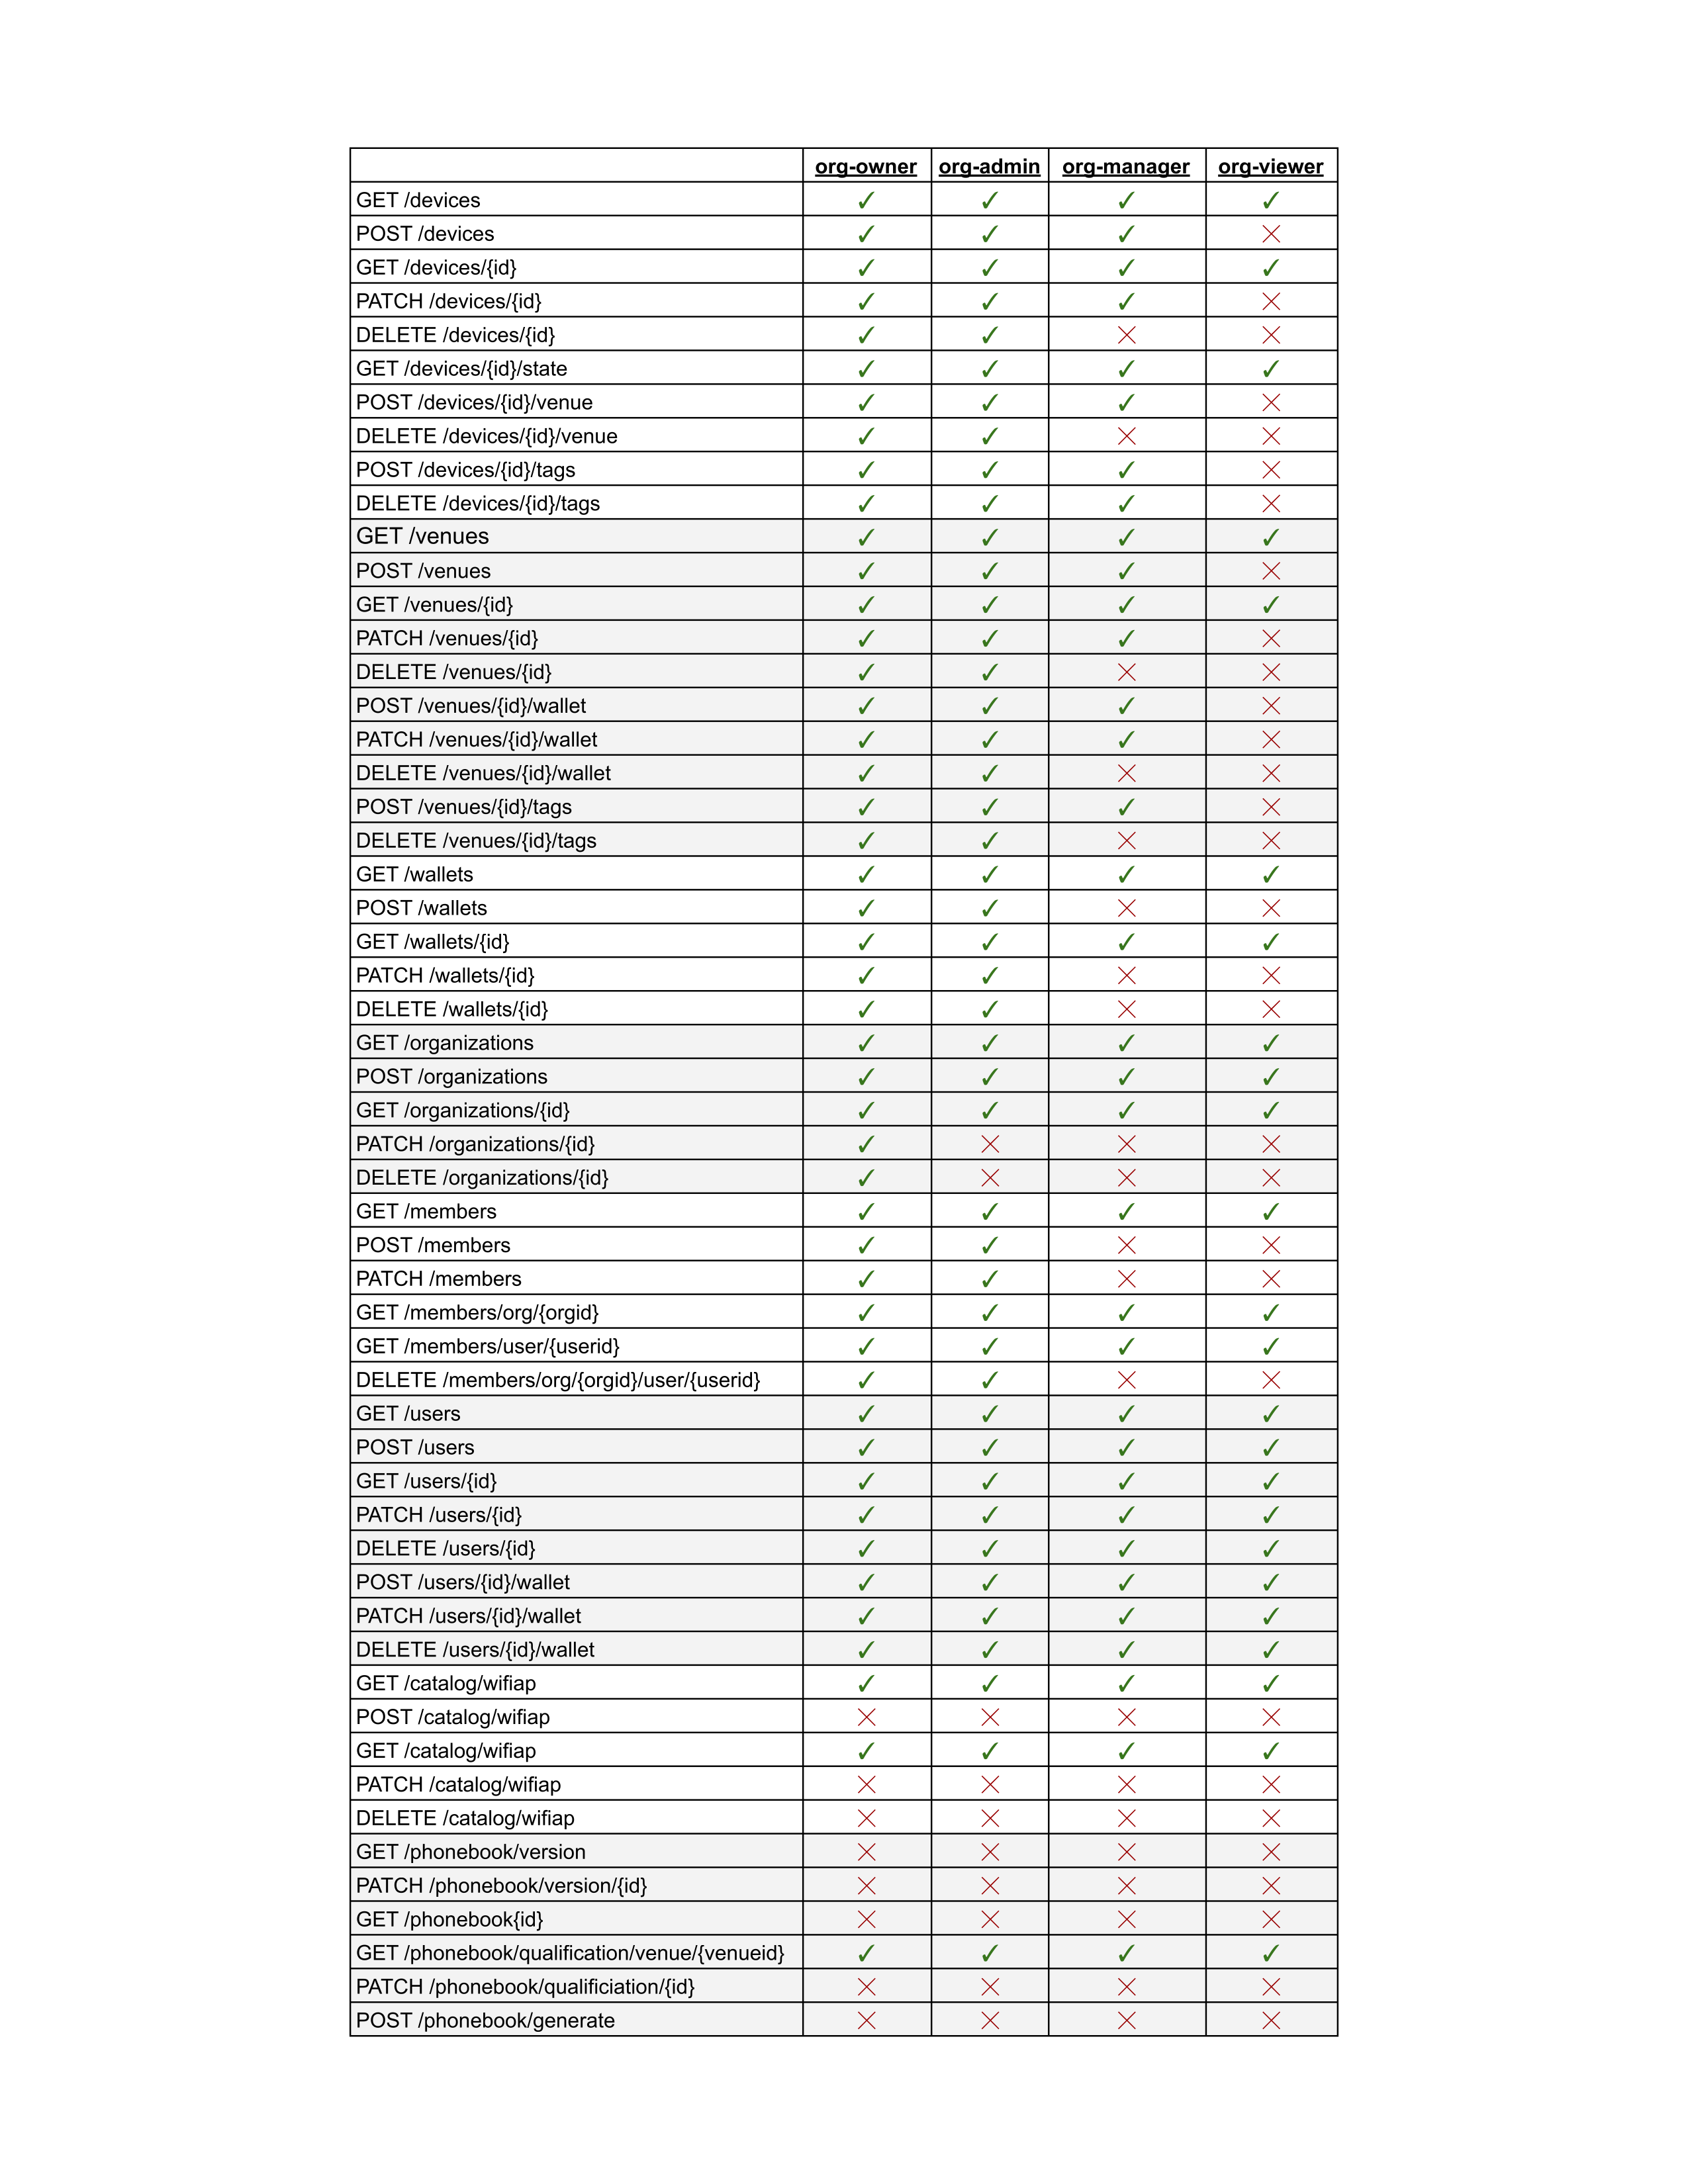 org-owner org-admin org-manager org-viewer
GET /devices ✓ ✓ ✓ ✓
POST /devices ✓ ✓ ✓ ✕
GET /devices/{id} ✓ ✓ ✓ ✓
PATCH /devices/{id} ✓ ✓ ✓ ✕
DELETE /devices/{id} ✓ ✓ ✕ ✕
GET /devices/{id}/state ✓ ✓ ✓ ✓
POST /devices/{id}/venue ✓ ✓ ✓ ✕
DELETE /devices/{id}/venue ✓ ✓ ✕ ✕
POST /devices/{id}/tags ✓ ✓ ✓ ✕
DELETE /devices/{id}/tags ✓ ✓ ✓ ✕
GET /venues ✓ ✓ ✓ ✓
POST /venues ✓ ✓ ✓ ✕
GET /venues/{id} ✓ ✓ ✓ ✓
PATCH /venues/{id} ✓ ✓ ✓ ✕
DELETE /venues/{id} ✓ ✓ ✕ ✕
POST /venues/{id}/wallet ✓ ✓ ✓ ✕
PATCH /venues/{id}/wallet ✓ ✓ ✓ ✕
DELETE /venues/{id}/wallet ✓ ✓ ✕ ✕
POST /venues/{id}/tags ✓ ✓ ✓ ✕
DELETE /venues/{id}/tags ✓ ✓ ✕ ✕
GET /wallets ✓ ✓ ✓ ✓
POST /wallets ✓ ✓ ✕ ✕
GET /wallets/{id} ✓ ✓ ✓ ✓
PATCH /wallets/{id} ✓ ✓ ✕ ✕
DELETE /wallets/{id} ✓ ✓ ✕ ✕
GET /organizations ✓ ✓ ✓ ✓
POST /organizations ✓ ✓ ✓ ✓
GET /organizations/{id} ✓ ✓ ✓ ✓
PATCH /organizations/{id} ✓ ✕ ✕ ✕
DELETE /organizations/{id} ✓ ✕ ✕ ✕
GET /members ✓ ✓ ✓ ✓
POST /members ✓ ✓ ✕ ✕
PATCH /members ✓ ✓ ✕ ✕
GET /members/org/{orgid} ✓ ✓ ✓ ✓
GET /members/user/{userid} ✓ ✓ ✓ ✓
DELETE /members/org/{orgid}/user/{userid} ✓ ✓ ✕ ✕
GET /users ✓ ✓ ✓ ✓
POST /users ✓ ✓ ✓ ✓
GET /users/{id} ✓ ✓ ✓ ✓
PATCH /users/{id} ✓ ✓ ✓ ✓
DELETE /users/{id} ✓ ✓ ✓ ✓
POST /users/{id}/wallet ✓ ✓ ✓ ✓
PATCH /users/{id}/wallet ✓ ✓ ✓ ✓
DELETE /users/{id}/wallet ✓ ✓ ✓ ✓
GET /catalog/wifiap ✓ ✓ ✓ ✓
POST /catalog/wifiap ✕ ✕ ✕ ✕
GET /catalog/wifiap ✓ ✓ ✓ ✓
PATCH /catalog/wifiap ✕ ✕ ✕ ✕
DELETE /catalog/wifiap ✕ ✕ ✕ ✕
GET /phonebook/version ✕ ✕ ✕ ✕
PATCH /phonebook/version/{id} ✕ ✕ ✕ ✕
GET /phonebook{id} ✕ ✕ ✕ ✕
GET /phonebook/qualification/venue/{venueid} ✓ ✓ ✓ ✓
PATCH /phonebook/qualificiation/{id} ✕ ✕ ✕ ✕
POST /phonebook/generate ✕ ✕ ✕ ✕